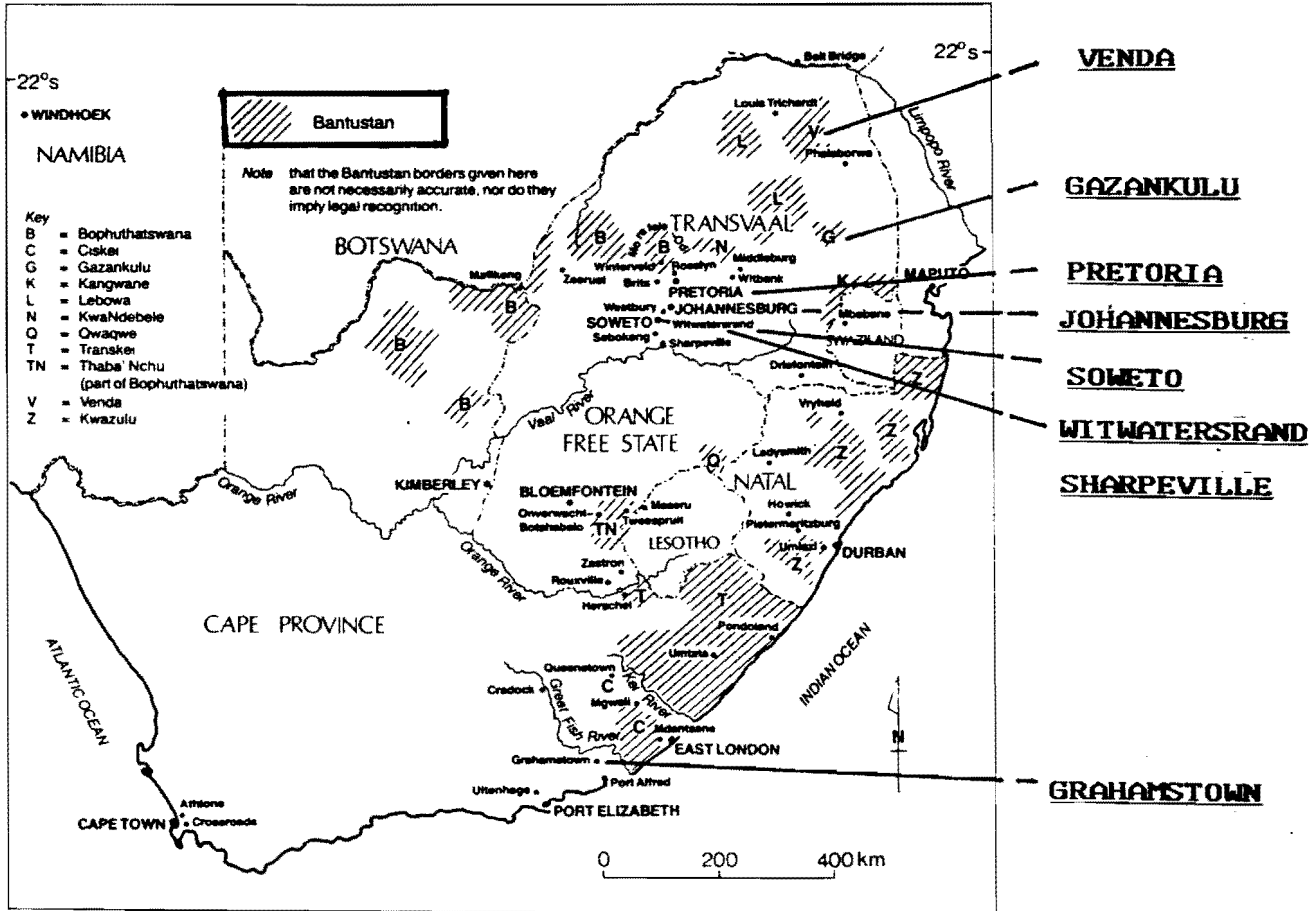 22°s
22°s
Beit Bridge
VENDA
WINDHOEK
NAMIBIA
Bantustan
Louis Trichardt
L
V
Phalaborwa
Limpopo River
Note that the Bantustan borders given here
are not necessarily accurate, nor do they
imply legal recognition.
GAZANKULU
Key
B = Bophuthatswana
C = Ciskei
G = Gazankulu
K = Kangwane
L = Lebowa
N = KwaNdebele
Q = Qwaqwe
T = Transkei
TN = Thaba' Nchu
(part of Bophuthatswana)
V = Venda
Z = Kwazulu
BOTSWANA
TRANSVAAL
L
G
B
B
N
Winterveld
Rosslyn
Middleburg
Mafikeng
Zeerust
Brits
Witbank
PRETORIA
PRETORIA
K
MAPUTO
B
Westbury
JOHANNESBURG
Mbabane
JOHANNESBURG
SOWETO
Witwatersrand
SWAZILAND
Sebokeng
Sharpeville
B
Driefontein
Z
SOWETO
B
Vaal River
ORANGE
FREE STATE
Vryheid
Z
Z
WITWATERSRAND
Q
Ladysmith
NATAL
SHARPEVILLE
Orange River
KIMBERLEY
BLOEMFONTEIN
Onverwacht
Botshabelo
TN
Maseru
Tweespruit
Howick
Pietermaritzburg
LESOTHO
Umlazi
DURBAN
Z
Orange River
Zastron
Rouxville
Herschel
T
T
CAPE PROVINCE
Pondoland
Umtata
ATLANTIC OCEAN
INDIAN OCEAN
Queenstown
C
Kei River
Cradock
Mgwali
Great Fish River
C
Mdantsane
EAST LONDON
N
Grahamstown
GRAHAMSTOWN
Port Alfred
Uitenhage
PORT ELIZABETH
Athlone
CAPE TOWN
Crossroads
0 200 400 km